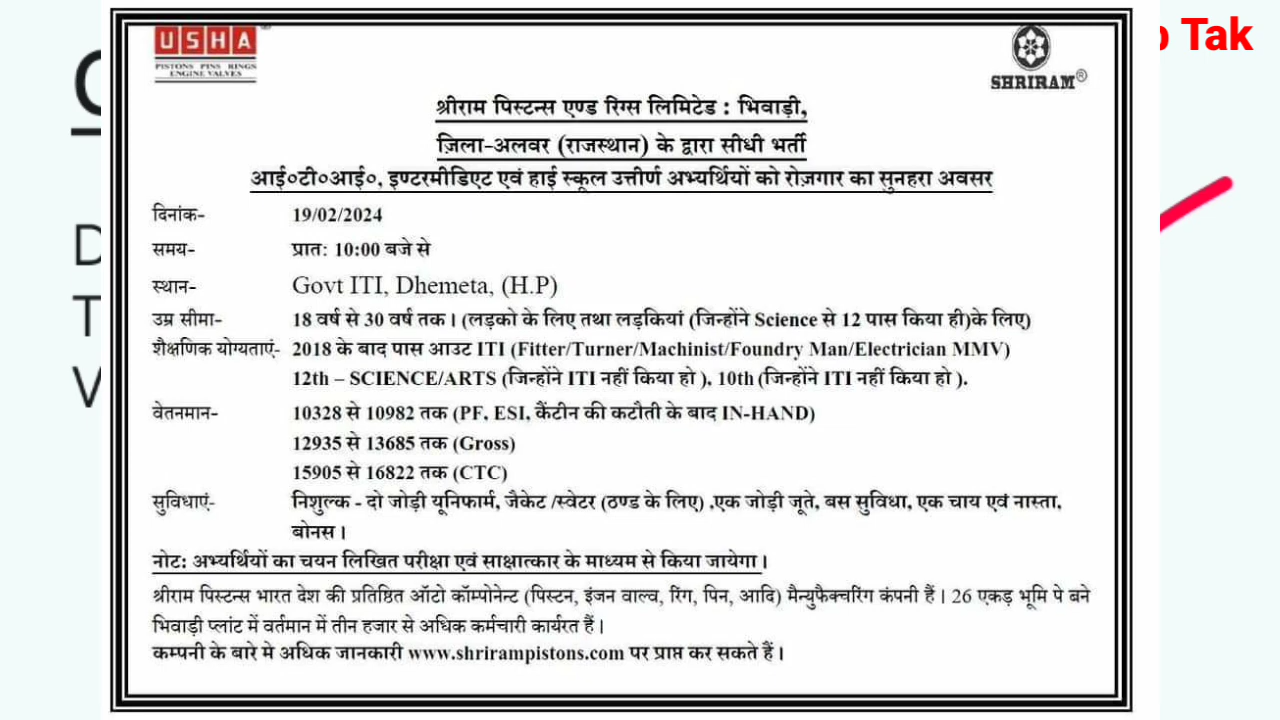 USHA
PISTONS PINS RINGS
ENGINE VALVES
SHRIRAM®
Tak
श्रीराम पिस्टन्स एण्ड रिंग्स लिमिटेड : भिवाड़ी,
ज़िला-अलवर (राजस्थान) के द्वारा सीधी भर्ती
आई०टी०आई०, इण्टरमीडिएट एवं हाई स्कूल उत्तीर्ण अभ्यर्थियों को रोज़गार का सुनहरा अवसर
दिनांक- 19/02/2024
समय- प्रात: 10:00 बजे से
स्थान- Govt ITI, Dhemeta, (H.P)
उम्र सीमा- 18 वर्ष से 30 वर्ष तक। (लड़को के लिए तथा लड़कियां (जिन्होंने Science से 12 पास किया ही)के लिए)
शैक्षणिक योग्यताएं- 2018 के बाद पास आउट ITI (Fitter/Turner/Machinist/Foundry Man/Electrician MMV)
12th – SCIENCE/ARTS (जिन्होंने ITI नहीं किया हो ), 10th (जिन्होंने ITI नहीं किया हो ).
वेतनमान- 10328 से 10982 तक (PF, ESI, कैंटीन की कटौती के बाद IN-HAND)
12935 से 13685 तक (Gross)
15905 से 16822 तक (CTC)
सुविधाएं- निशुल्क - दो जोड़ी यूनिफार्म, जैकेट /स्वेटर (ठण्ड के लिए) ,एक जोड़ी जूते, बस सुविधा, एक चाय एवं नास्ता,
बोनस।
नोट: अभ्यर्थियों का चयन लिखित परीक्षा एवं साक्षात्कार के माध्यम से किया जायेगा।
श्रीराम पिस्टन्स भारत देश की प्रतिष्ठित ऑटो कॉम्पोनेन्ट (पिस्टन, इंजन वाल्व, रिंग, पिन, आदि) मैन्युफैक्चरिंग कंपनी हैं। 26 एकड़ भूमि पे बने
भिवाड़ी प्लांट में वर्तमान में तीन हजार से अधिक कर्मचारी कार्यरत हैं।
कम्पनी के बारे मे अधिक जानकारी www.shrirampistons.com पर प्राप्त कर सकते हैं।